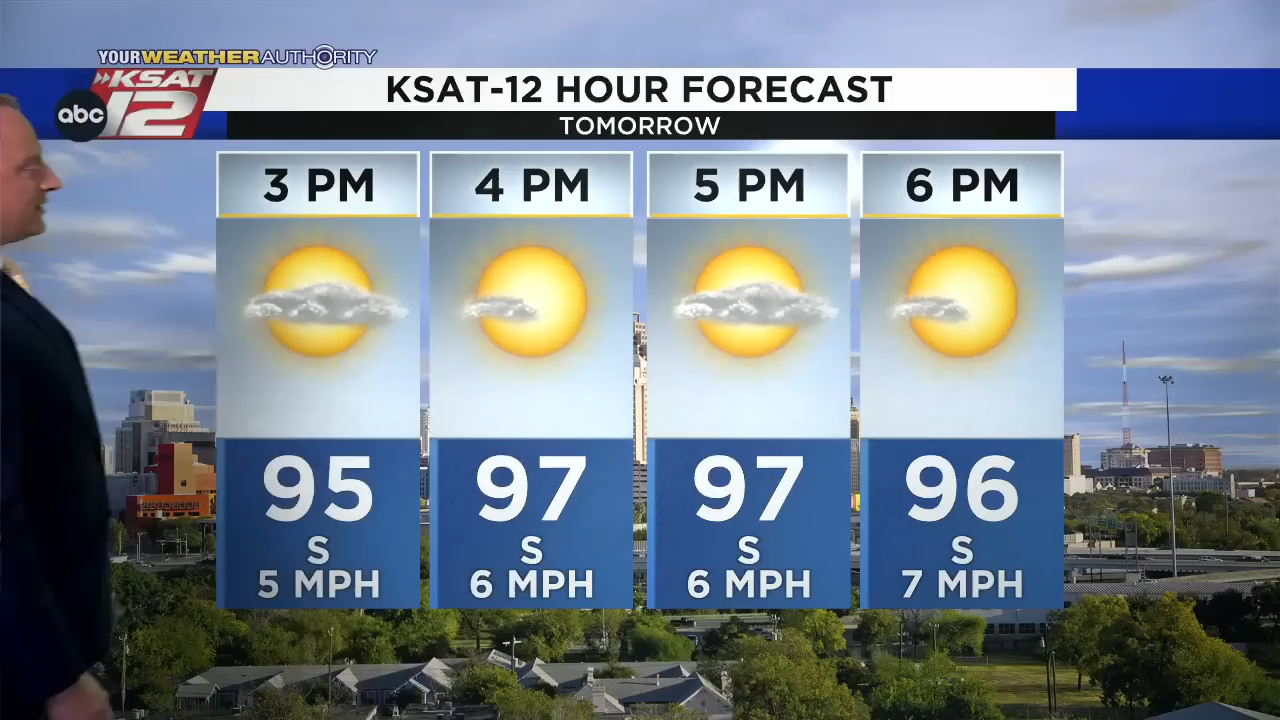 YOURWEATHERAUTHORITY
KSAT
abc 12
KSAT-12 HOUR FORECAST
TOMORROW
3 PM 4 PM 5 PM 6 PM
95 97 97 96
S S S S
5 MPH 6 MPH 6 MPH 7 MPH